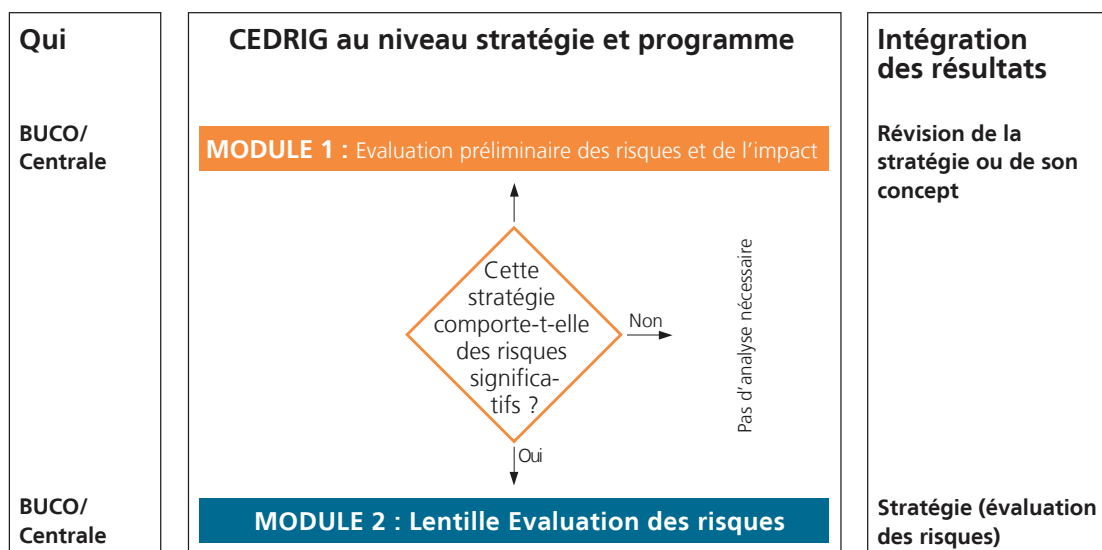 Qui
BUCO/
Centrale
BUCO/
Centrale
CEDRIG au niveau stratégie et programme
MODULE 1 : Evaluation préliminaire des risques et de l'impact
Cette
stratégie
comporte-t-elle
des risques
significa-
tifs ?
Non
Pas d'analyse nécessaire
Oui
MODULE 2 : Lentille Evaluation des risques
Intégration
des résultats
Révision de la
stratégie ou de son
concept
Stratégie (évaluation
des risques)